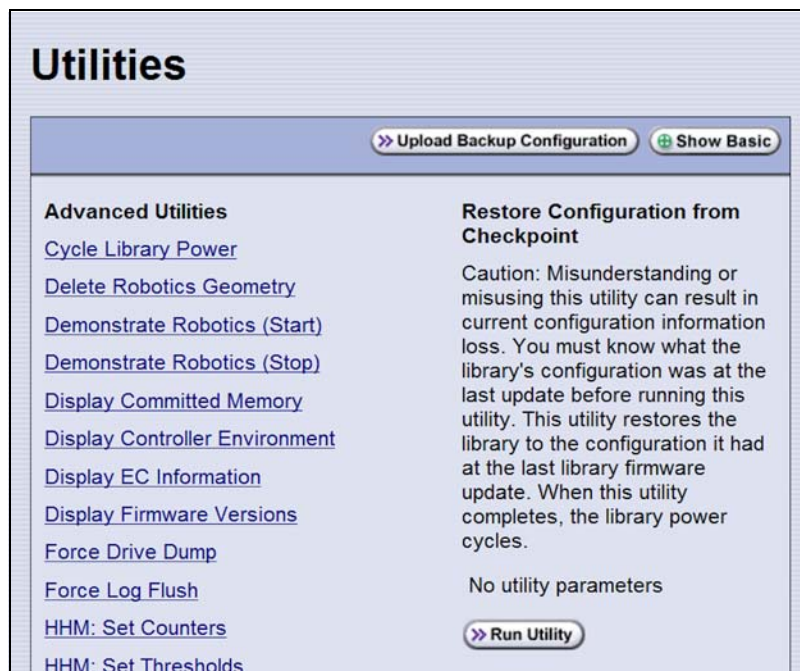 Utilities
Upload Backup Configuration
Show Basic
Advanced Utilities
Cycle Library Power
Delete Robotics Geometry
Demonstrate Robotics (Start)
Demonstrate Robotics (Stop)
Display Committed Memory
Display Controller Environment
Display EC Information
Display Firmware Versions
Force Drive Dump
Force Log Flush
HHM: Set Counters
HHM: Set Thresholds
Restore Configuration from
Checkpoint
Caution: Misunderstanding or
misusing this utility can result in
current configuration information
loss. You must know what the
library's configuration was at the
last update before running this
utility. This utility restores the
library to the configuration it had
at the last library firmware
update. When this utility
completes, the library power
cycles.
No utility parameters
Run Utility